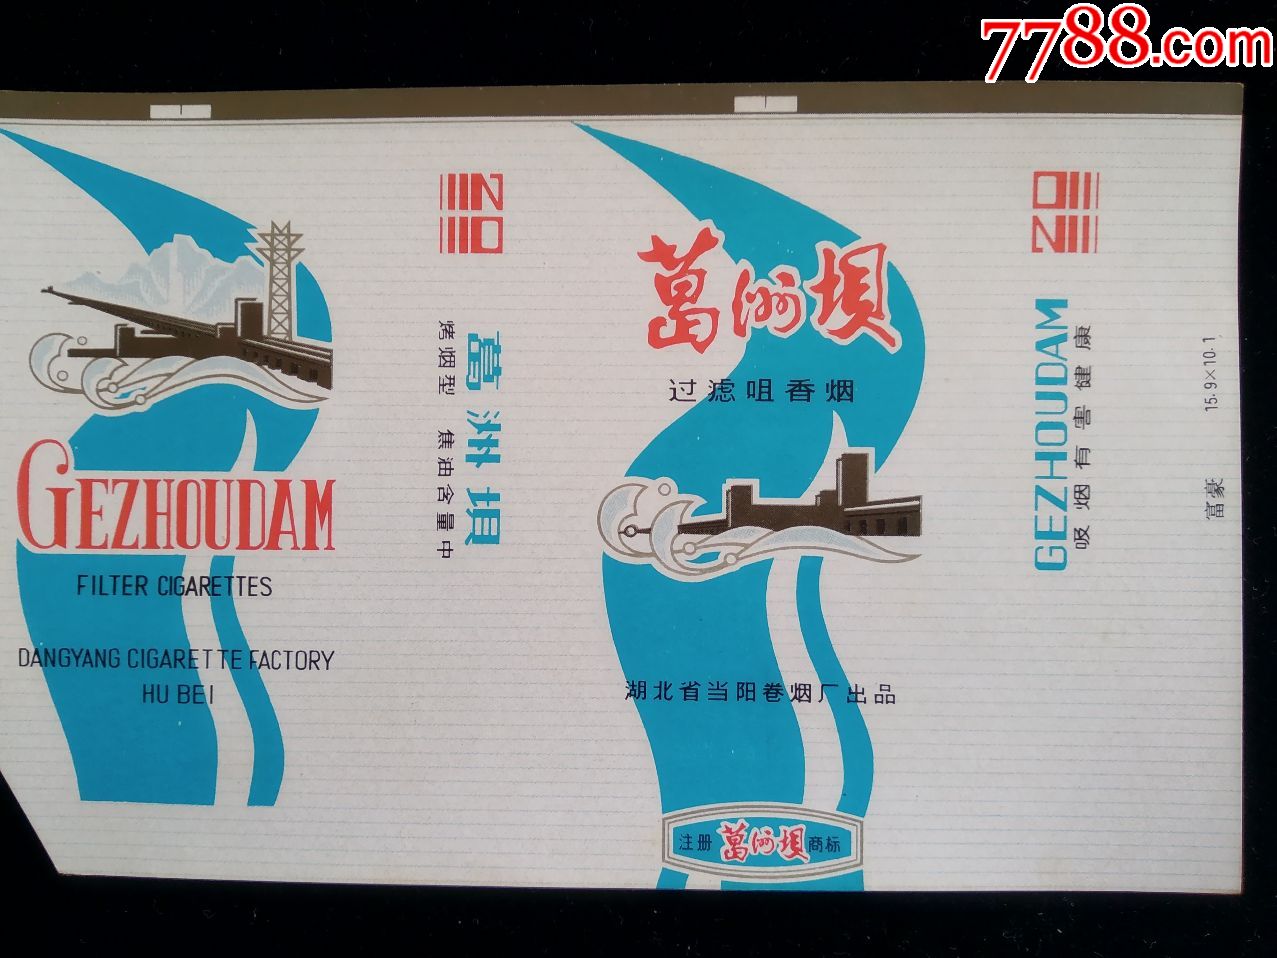 7788.com
GEZHOUDAM
FILTER CIGARETTES
DANGYANG CIGARETTE FACTORY
HU BEI
葛洲坝
烤烟型 焦油含量中
葛洲坝
过滤咀香烟
湖北省当阳卷烟厂出品
注册 葛洲坝 商标
GEZHOUDAM
吸烟有害健康
15.9×10.1
富豪